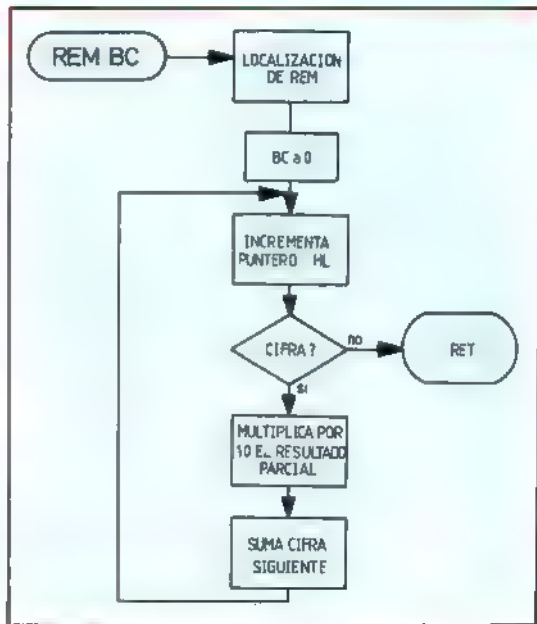 REM BC
LOCALIZACION
DE REM
BC a 0
INCREMENTA
PUNTERO HL
CIFRA?
no
RET
si
MULTIPLICA POR
10 EL RESULTADO
PARCIAL
SUMA CIFRA
SIGUIENTE